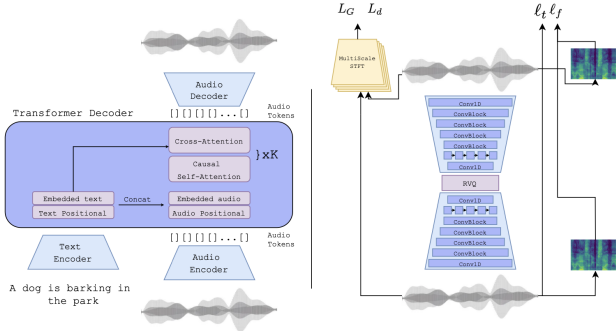 Audio
Decoder
[][][][]...[]
Audio
Tokens
Transformer Decoder
Cross-Attention
Causal
Self-Attention
}xK
Embedded text
Text Positional
Concat
Embedded audio
Audio Positional
[][][][]...[]
Audio
Tokens
Text
Encoder
Audio
Encoder
A dog is barking in
the park
L_G L_d
ℓ_t ℓ_f
MultiScale
STFT
Conv1D
ConvBlock
ConvBlock
ConvBlock
ConvBlock
Conv1D
RVQ
Conv1D
ConvBlock
ConvBlock
ConvBlock
ConvBlock
Conv1D